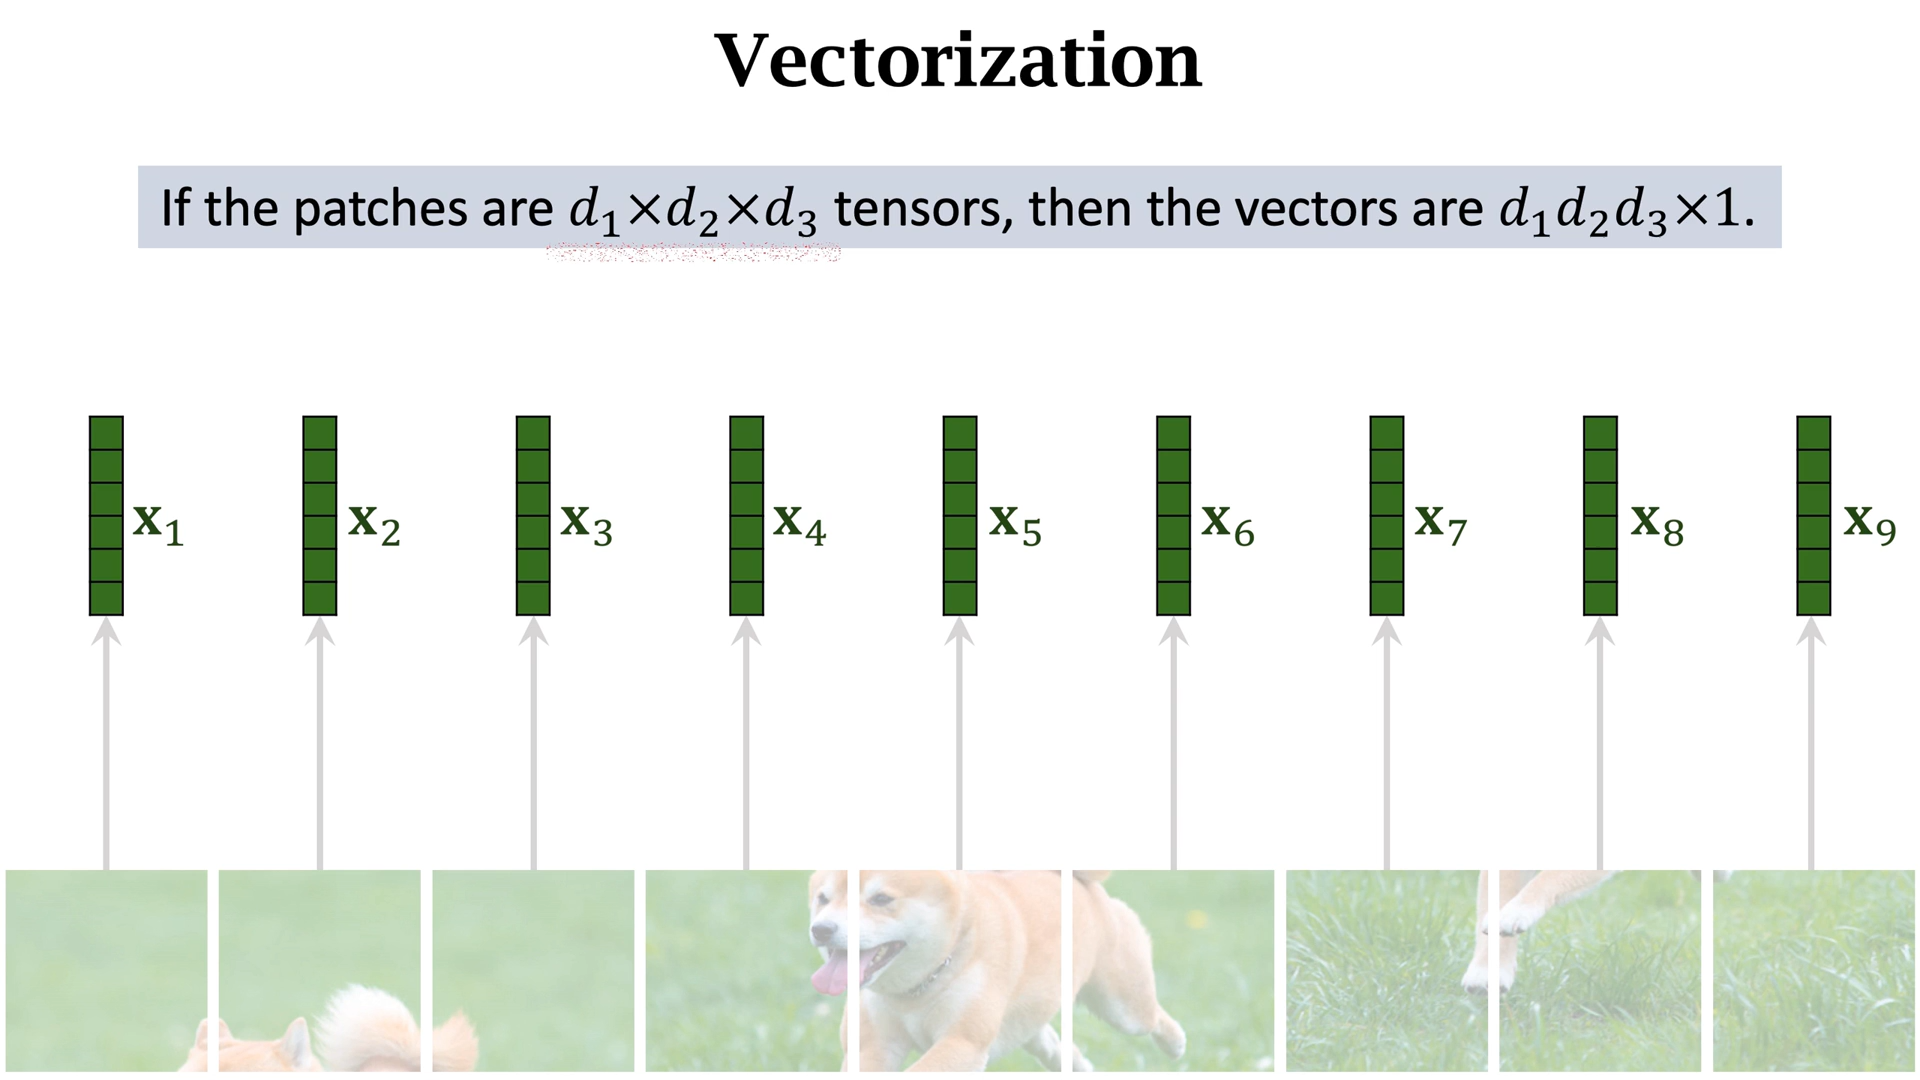 Vectorization
If the patches are d₁×d₂×d₃ tensors, then the vectors are d₁d₂d₃×1.
x₁ x₂ x₃ x₄ x₅ x₆ x₇ x₈ x₉